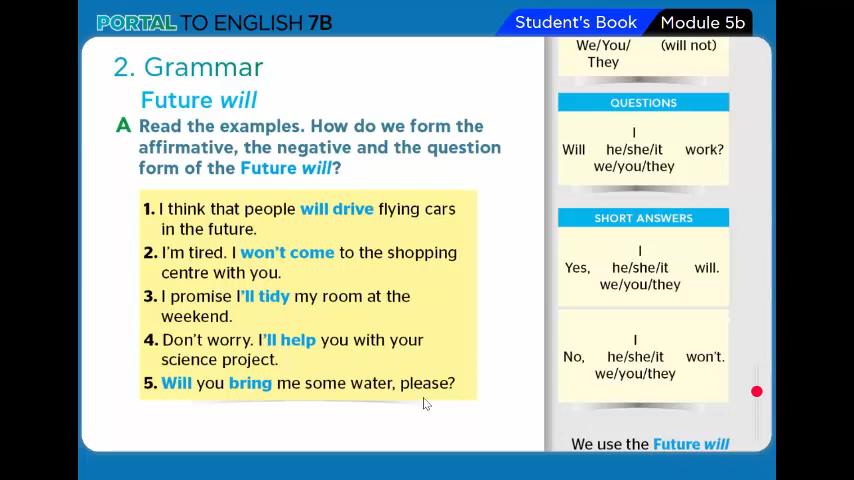 PORTAL TO ENGLISH 7B
Student's Book
Module 5b
2. Grammar
Future will
A Read the examples. How do we form the
affirmative, the negative and the question
form of the Future will?
1. I think that people will drive flying cars
in the future.
2. I'm tired. I won't come to the shopping
centre with you.
3. I promise I'll tidy my room at the
weekend.
4. Don't worry. I'll help you with your
science project.
5. Will you bring me some water, please?
We/You/ (will not)
They
QUESTIONS
I
Will he/she/it work?
we/you/they
SHORT ANSWERS
I
Yes, he/she/it will.
we/you/they
I
No, he/she/it won't.
we/you/they
We use the Future will